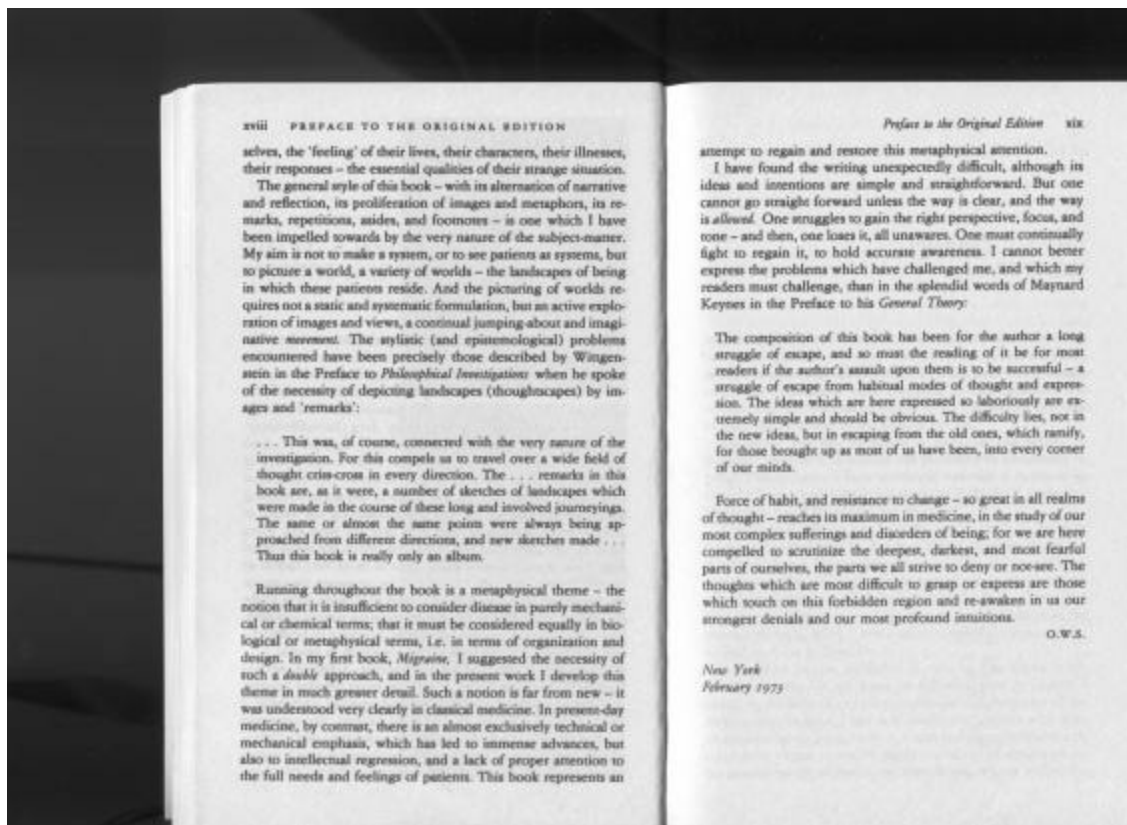 xviii PREFACE TO THE ORIGINAL EDITION
selves, the 'feeling' of their lives, their characters, their illnesses,
their responses – the essential qualities of their strange situation.
The general style of this book – with its alternation of narrative
and reflection, its proliferation of images and metaphors, its re-
marks, repetitions, asides, and footnotes – is one which I have
been impelled towards by the very nature of the subject-matter.
My aim is not to make a system, or to see patients as systems, but
to picture a world, a variety of worlds – the landscapes of being
in which these patients reside. And the picturing of worlds re-
quires not a static and systematic formulation, but an active explo-
ration of images and views, a continual jumping-about and imagi-
native movement. The stylistic (and epistemological) problems
encountered have been precisely those described by Wittgen-
stein in the Preface to Philosophical Investigations when he spoke
of the necessity of depicting landscapes (thoughtscapes) by im-
ages and 'remarks':
. . . This was, of course, connected with the very nature of the
investigation. For this compels us to travel over a wide field of
thought criss-cross in every direction. The . . . remarks in this
book are, as it were, a number of sketches of landscapes which
were made in the course of these long and involved journeyings.
The same or almost the same points were always being ap-
proached from different directions, and new sketches made . . .
Thus this book is really only an album.
Running throughout the book is a metaphysical theme – the
notion that it is insufficient to consider disease in purely mechani-
cal or chemical terms; that it must be considered equally in bio-
logical or metaphysical terms, i.e. in terms of organization and
design. In my first book, Migraine, I suggested the necessity of
such a double approach, and in the present work I develop this
theme in much greater detail. Such a notion is far from new – it
was understood very clearly in classical medicine. In present-day
medicine, by contrast, there is an almost exclusively technical or
mechanical emphasis, which has led to immense advances, but
also to intellectual regression, and a lack of proper attention to
the full needs and feelings of patients. This book represents an
Preface to the Original Edition xix
attempt to regain and restore this metaphysical attention.
I have found the writing unexpectedly difficult, although its
ideas and intentions are simple and straightforward. But one
cannot go straight forward unless the way is clear, and the way
is allowed. One struggles to gain the right perspective, focus, and
tone – and then, one loses it, all unawares. One must continually
fight to regain it, to hold accurate awareness. I cannot better
express the problems which have challenged me, and which my
readers must challenge, than in the splendid words of Maynard
Keynes in the Preface to his General Theory:
The composition of this book has been for the author a long
struggle of escape, and so must the reading of it be for most
readers if the author's assault upon them is to be successful – a
struggle of escape from habitual modes of thought and expres-
sion. The ideas which are here expressed so laboriously are ex-
tremely simple and should be obvious. The difficulty lies, not in
the new ideas, but in escaping from the old ones, which ramify,
for those brought up as most of us have been, into every corner
of our minds.
Force of habit, and resistance to change – so great in all realms
of thought – reaches its maximum in medicine, in the study of our
most complex sufferings and disorders of being; for we are here
compelled to scrutinize the deepest, darkest, and most fearful
parts of ourselves, the parts we all strive to deny or not-see. The
thoughts which are most difficult to grasp or express are those
which touch on this forbidden region and re-awaken in us our
strongest denials and our most profound intuitions.
O.W.S.
New York
February 1973